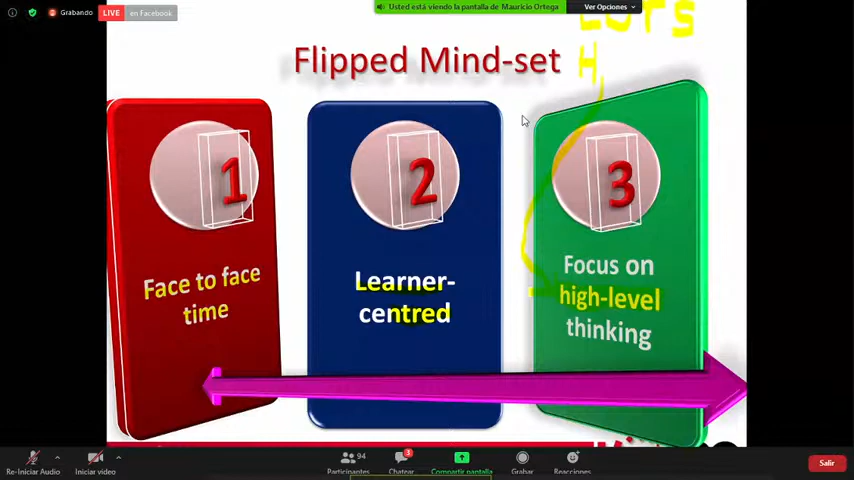 Grabando
LIVE
en Facebook
Usted está viendo la pantalla de Mauricio Ortega
Ver Opciones
LOTS
H
Flipped Mind-set
1
Face to face
time
2
Learner-
centred
3
Focus on
high-level
thinking
Re-Iniciar Audio
Iniciar video
94
Participantes
3
Chatear
Compartir pantalla
Grabar
Reacciones
Salir